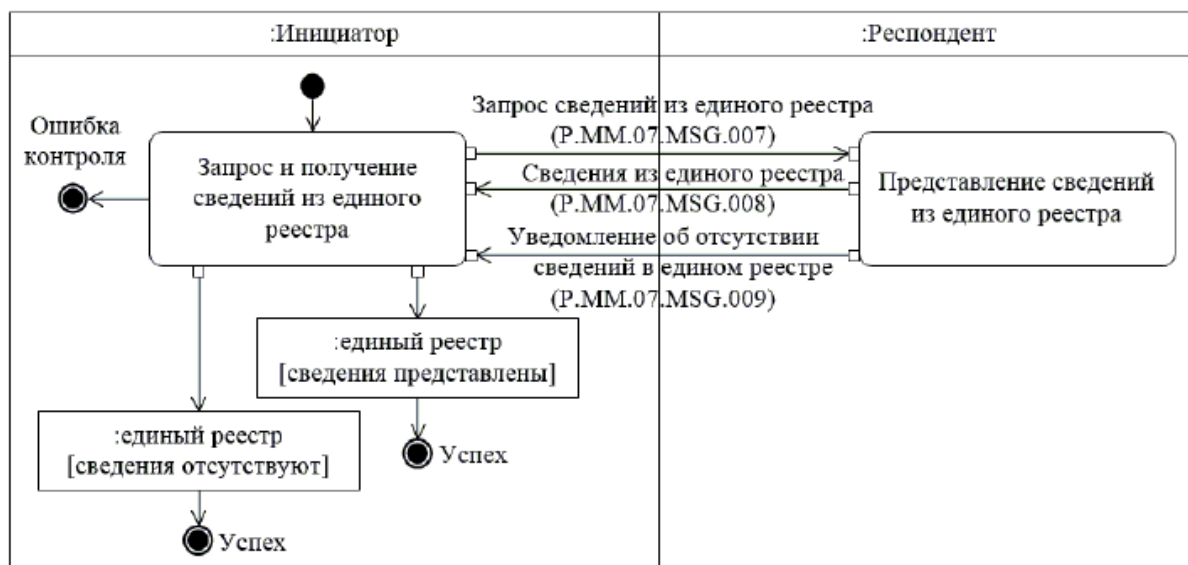 :Инициатор
:Респондент
Ошибка
контроля
Запрос и получение
сведений из единого
реестра
Запрос сведений из единого реестра
(P.MM.07.MSG.007)
Сведения из единого реестра
(P.MM.07.MSG.008)
Уведомление об отсутствии
сведений в едином реестре
(P.MM.07.MSG.009)
Представление сведений
из единого реестра
:единый реестр
[сведения представлены]
Успех
:единый реестр
[сведения отсутствуют]
Успех